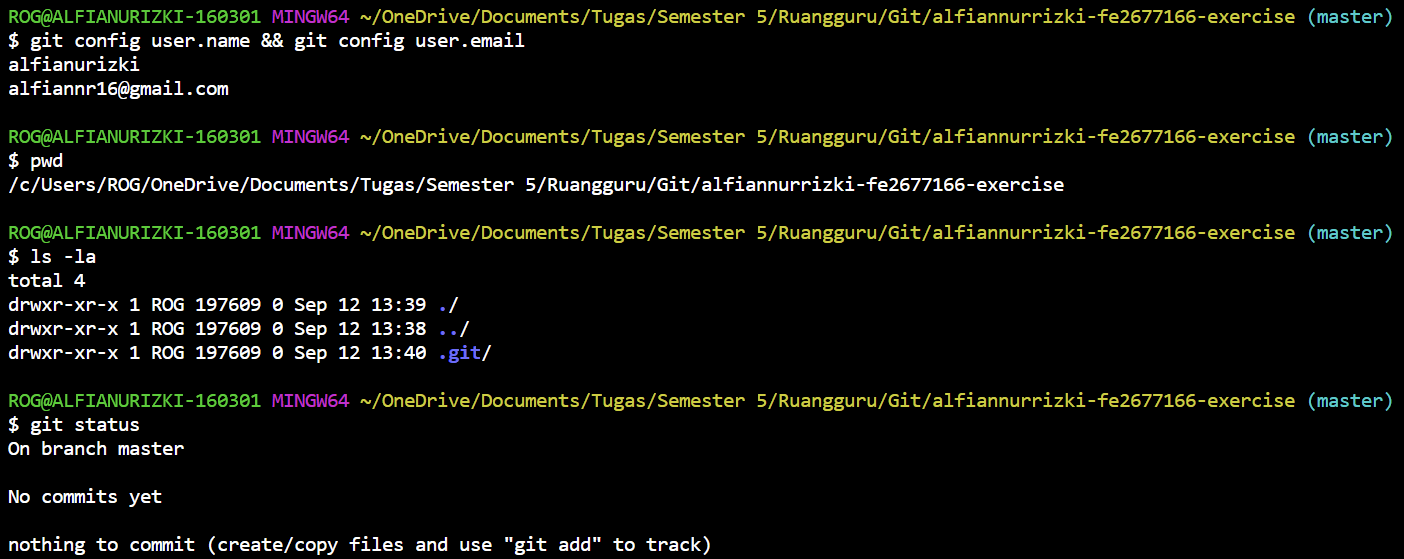 ROG@ALFIANURIZKI-160301 MINGW64 ~/OneDrive/Documents/Tugas/Semester 5/Ruangguru/Git/alfiannurrizki-fe2677166-exercise (master)
$ git config user.name && git config user.email
alfianurizki
alfiannr16@gmail.com
ROG@ALFIANURIZKI-160301 MINGW64 ~/OneDrive/Documents/Tugas/Semester 5/Ruangguru/Git/alfiannurrizki-fe2677166-exercise (master)
$ pwd
/c/Users/ROG/OneDrive/Documents/Tugas/Semester 5/Ruangguru/Git/alfiannurrizki-fe2677166-exercise
ROG@ALFIANURIZKI-160301 MINGW64 ~/OneDrive/Documents/Tugas/Semester 5/Ruangguru/Git/alfiannurrizki-fe2677166-exercise (master)
$ ls -la
total 4
drwxr-xr-x 1 ROG 197609 0 Sep 12 13:39 ./
drwxr-xr-x 1 ROG 197609 0 Sep 12 13:38 ../
drwxr-xr-x 1 ROG 197609 0 Sep 12 13:40 .git/
ROG@ALFIANURIZKI-160301 MINGW64 ~/OneDrive/Documents/Tugas/Semester 5/Ruangguru/Git/alfiannurrizki-fe2677166-exercise (master)
$ git status
On branch master
No commits yet
nothing to commit (create/copy files and use "git add" to track)